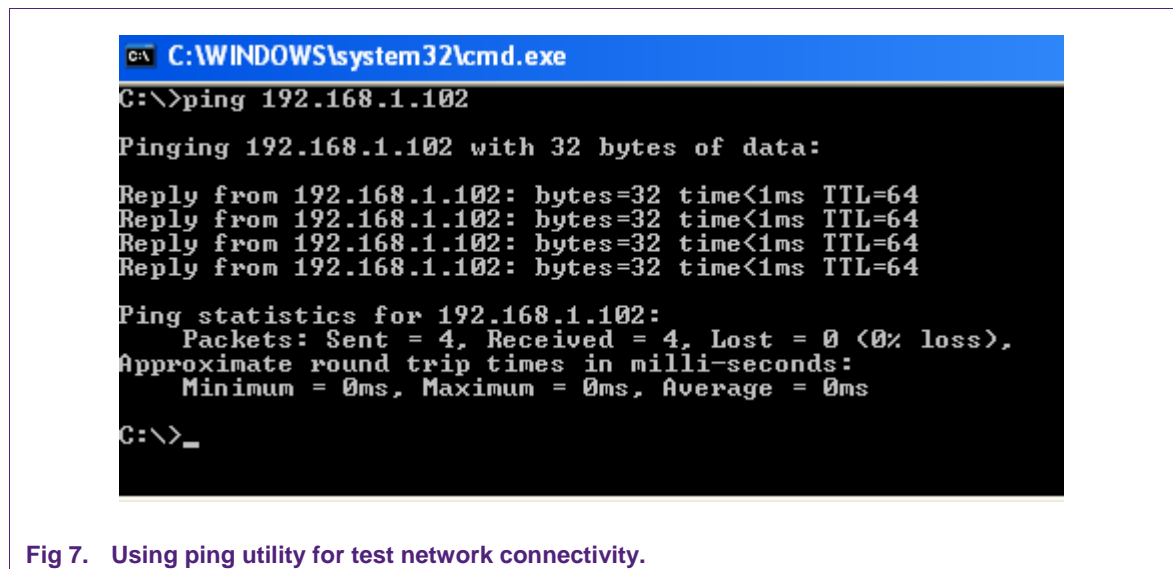 C:\WINDOWS\system32\cmd.exe
C:\>ping 192.168.1.102
Pinging 192.168.1.102 with 32 bytes of data:
Reply from 192.168.1.102: bytes=32 time<1ms TTL=64
Reply from 192.168.1.102: bytes=32 time<1ms TTL=64
Reply from 192.168.1.102: bytes=32 time<1ms TTL=64
Reply from 192.168.1.102: bytes=32 time<1ms TTL=64
Ping statistics for 192.168.1.102:
Packets: Sent = 4, Received = 4, Lost = 0 (0% loss),
Approximate round trip times in milli-seconds:
Minimum = 0ms, Maximum = 0ms, Average = 0ms
C:\>_
Fig 7. Using ping utility for test network connectivity.